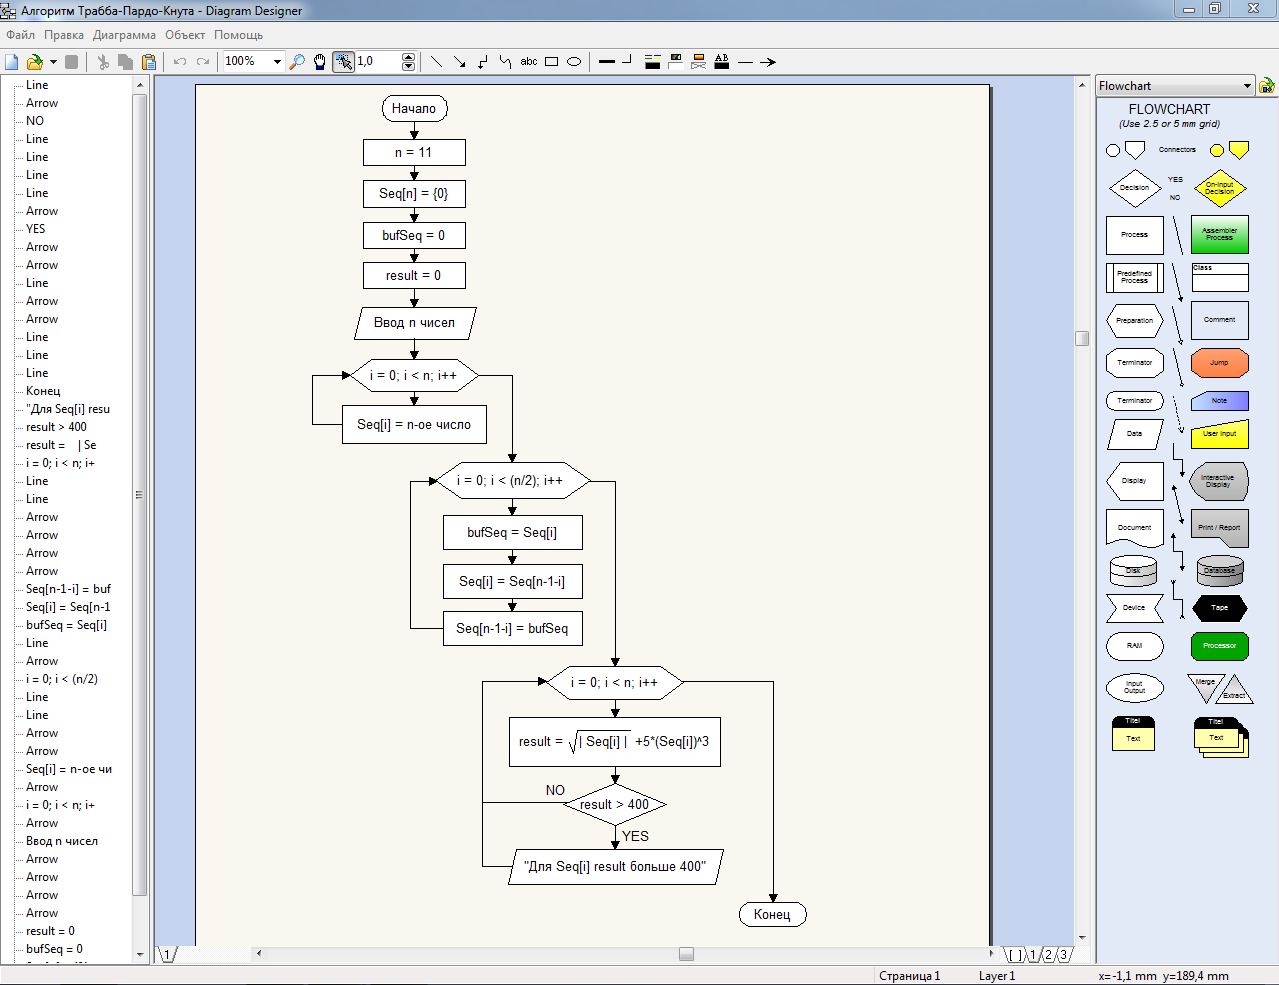 Алгоритм Трабба-Пардо-Кнута - Diagram Designer
Файл Правка Диаграмма Объект Помощь
100% 1,0 abc AB
Line
Arrow
NO
Line
Line
Line
Line
Arrow
YES
Arrow
Arrow
Line
Arrow
Arrow
Line
Line
Line
Конец
"Для Seq[i] resu
result > 400
result = | Se
i = 0; i < n; i+
Line
Line
Arrow
Arrow
Arrow
Arrow
Seq[n-1-i] = buf
Seq[i] = Seq[n-1
bufSeq = Seq[i]
Line
Arrow
i = 0; i < (n/2)
Line
Line
Arrow
Arrow
Seq[i] = n-ое чи
Arrow
i = 0; i < n; i+
Arrow
Ввод n чисел
Arrow
Arrow
Arrow
Arrow
result = 0
bufSeq = 0
Начало
n = 11
Seq[n] = {0}
bufSeq = 0
result = 0
Ввод n чисел
i = 0; i < n; i++
Seq[i] = n-ое число
i = 0; i < (n/2); i++
bufSeq = Seq[i]
Seq[i] = Seq[n-1-i]
Seq[n-1-i] = bufSeq
i = 0; i < n; i++
result = √| Seq[i] | +5*(Seq[i])^3
NO
result > 400
YES
"Для Seq[i] result больше 400"
Конец
Flowchart
FLOWCHART
(Use 2.5 or 5 mm grid)
Connectors
Decision
YES
NO
On-input
Decision
Process
Assembler
Process
Predefined
Process
Class
Preparation
Comment
Terminator
Jump
Terminator
Note
Data
User Input
Display
Interactive
Display
Document
Print / Report
Disk
Database
Device
Tape
RAM
Processor
Input
Output
Merge
Extract
Titel
Text
Titel
Text
1
[ ] 1 2 3
Страница 1 Layer 1 x=-1,1 mm y=189,4 mm